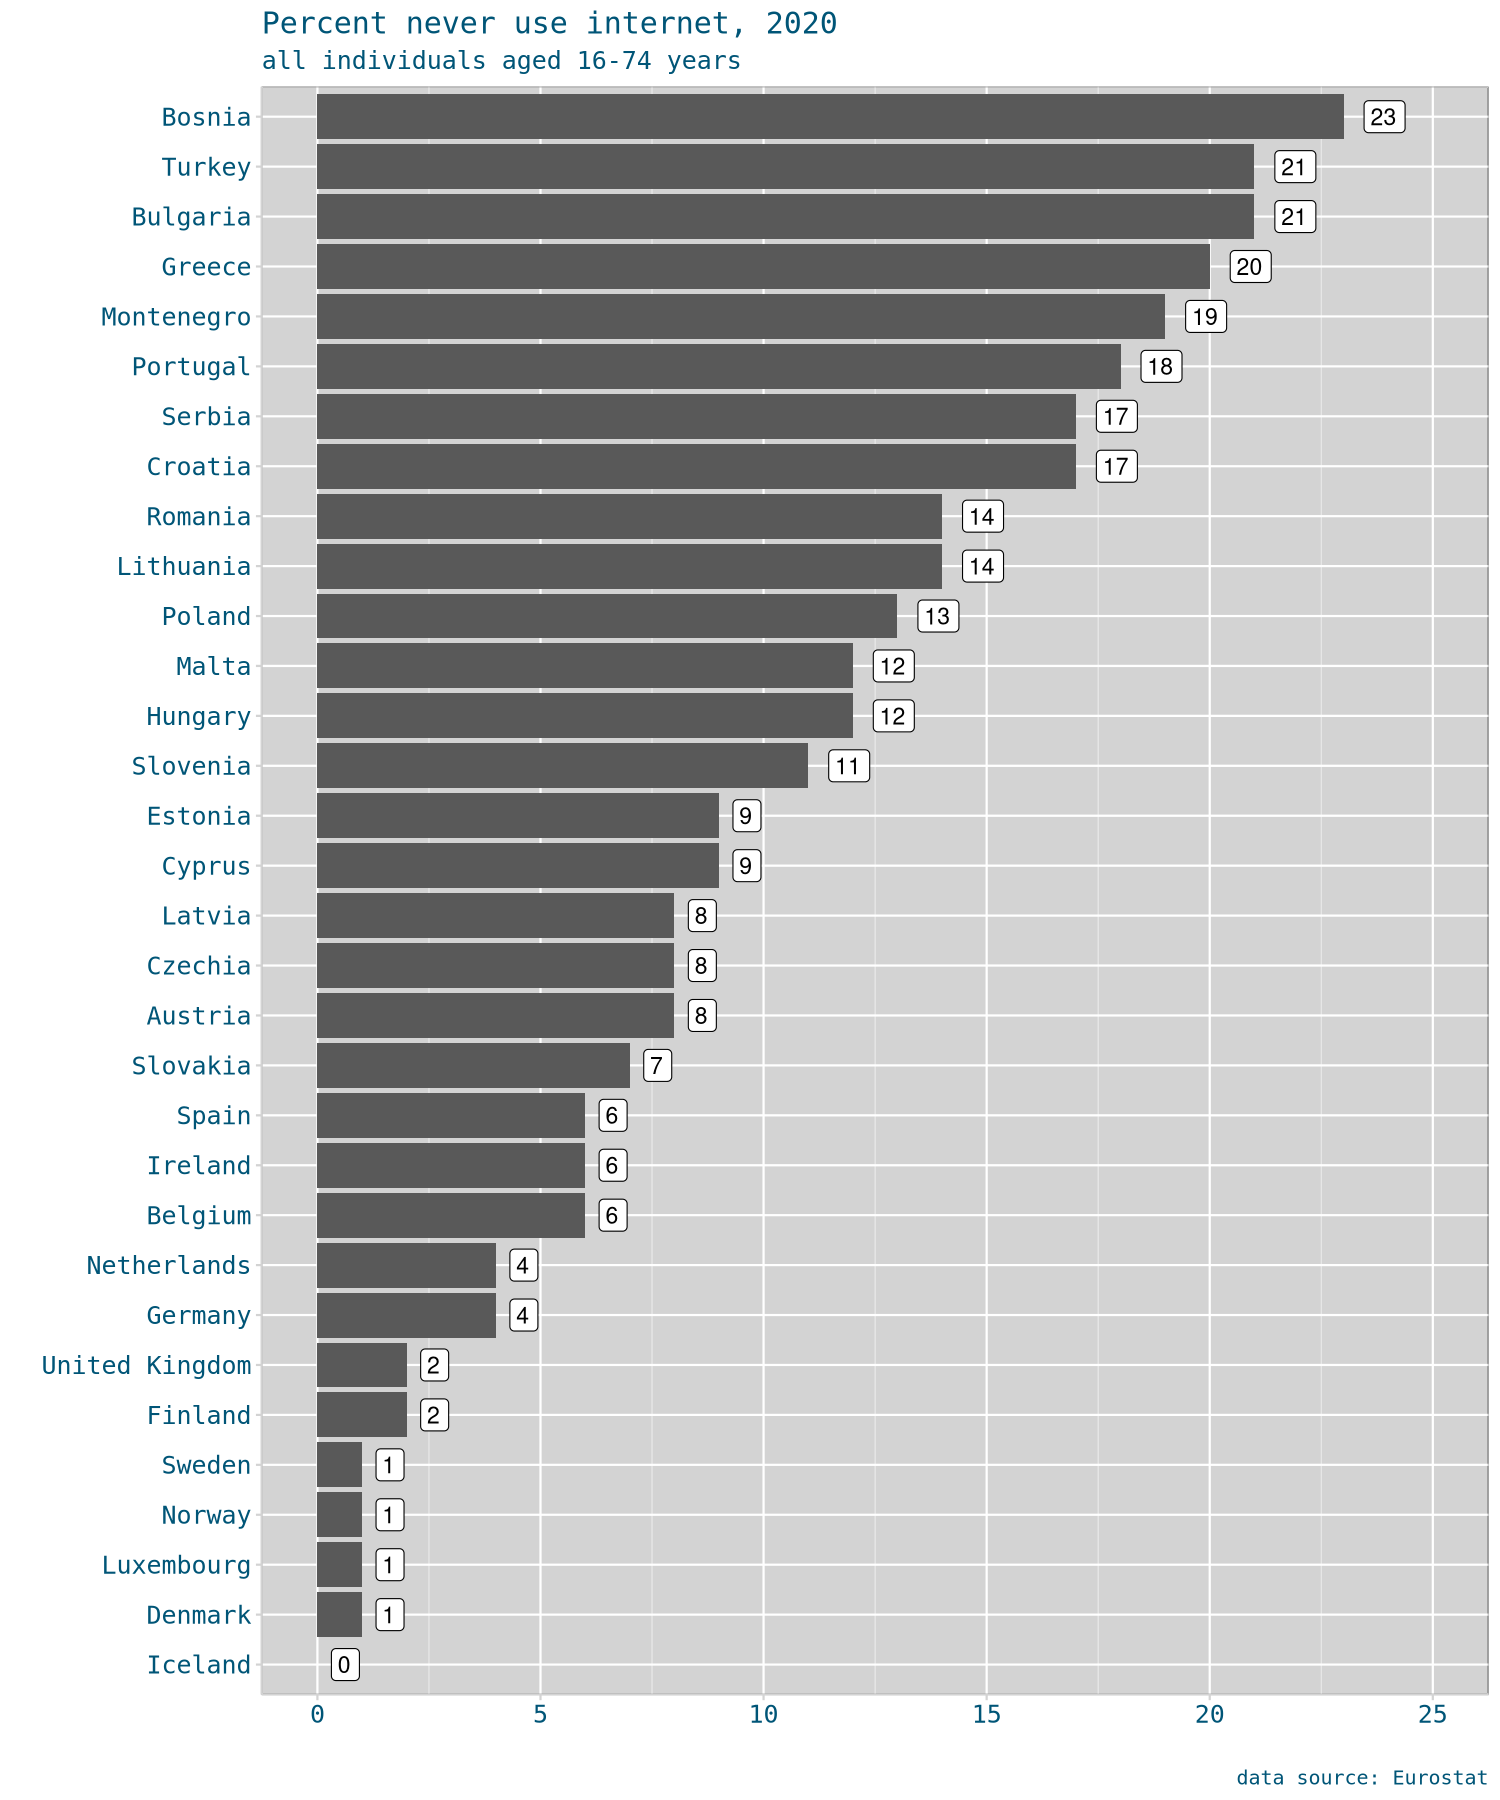 Percent never use internet, 2020
all individuals aged 16-74 years
Bosnia 23
Turkey 21
Bulgaria 21
Greece 20
Montenegro 19
Portugal 18
Serbia 17
Croatia 17
Romania 14
Lithuania 14
Poland 13
Malta 12
Hungary 12
Slovenia 11
Estonia 9
Cyprus 9
Latvia 8
Czechia 8
Austria 8
Slovakia 7
Spain 6
Ireland 6
Belgium 6
Netherlands 4
Germany 4
United Kingdom 2
Finland 2
Sweden 1
Norway 1
Luxembourg 1
Denmark 1
Iceland 0
0 5 10 15 20 25
data source: Eurostat